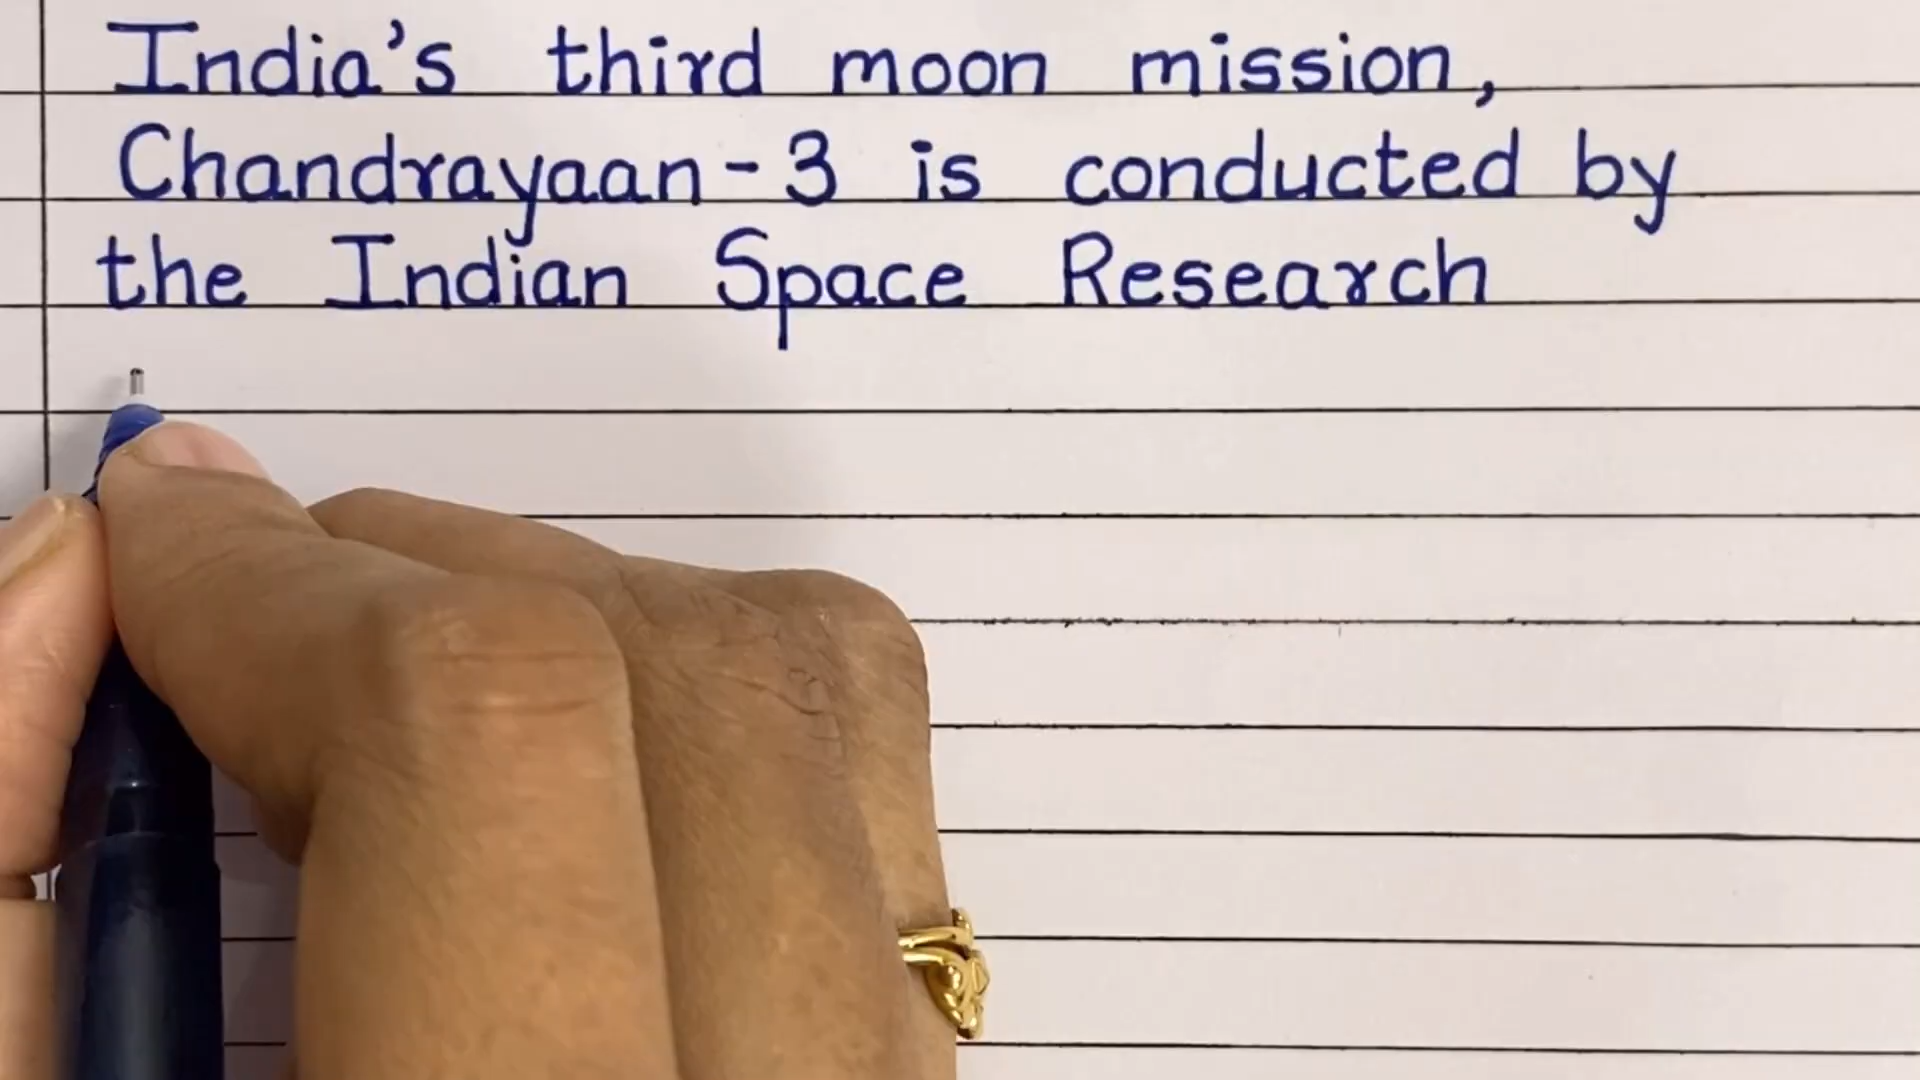 India's third moon mission,
Chandrayaan-3 is conducted by
the Indian Space Research